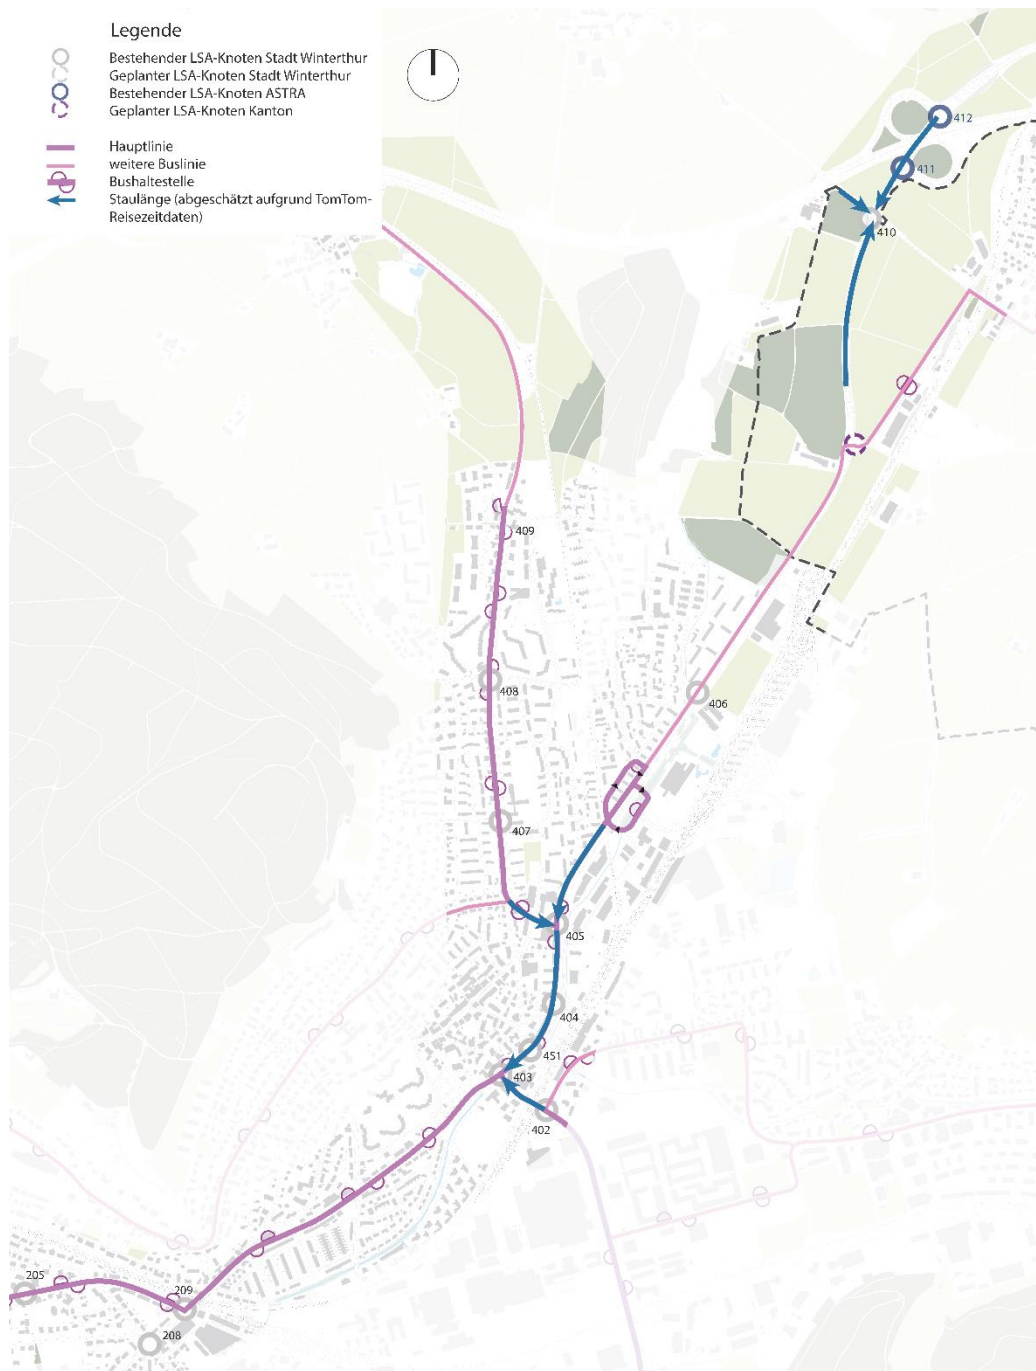 Legende
Bestehender LSA-Knoten Stadt Winterthur
Geplanter LSA-Knoten Stadt Winterthur
Bestehender LSA-Knoten ASTRA
Geplanter LSA-Knoten Kanton
Hauptlinie
weitere Buslinie
Bushaltestelle
Staulänge (abgeschätzt aufgrund TomTom-
Reisezeitdaten)
412
411
410
409
408
406
407
405
404
451
403
402
205
209
208